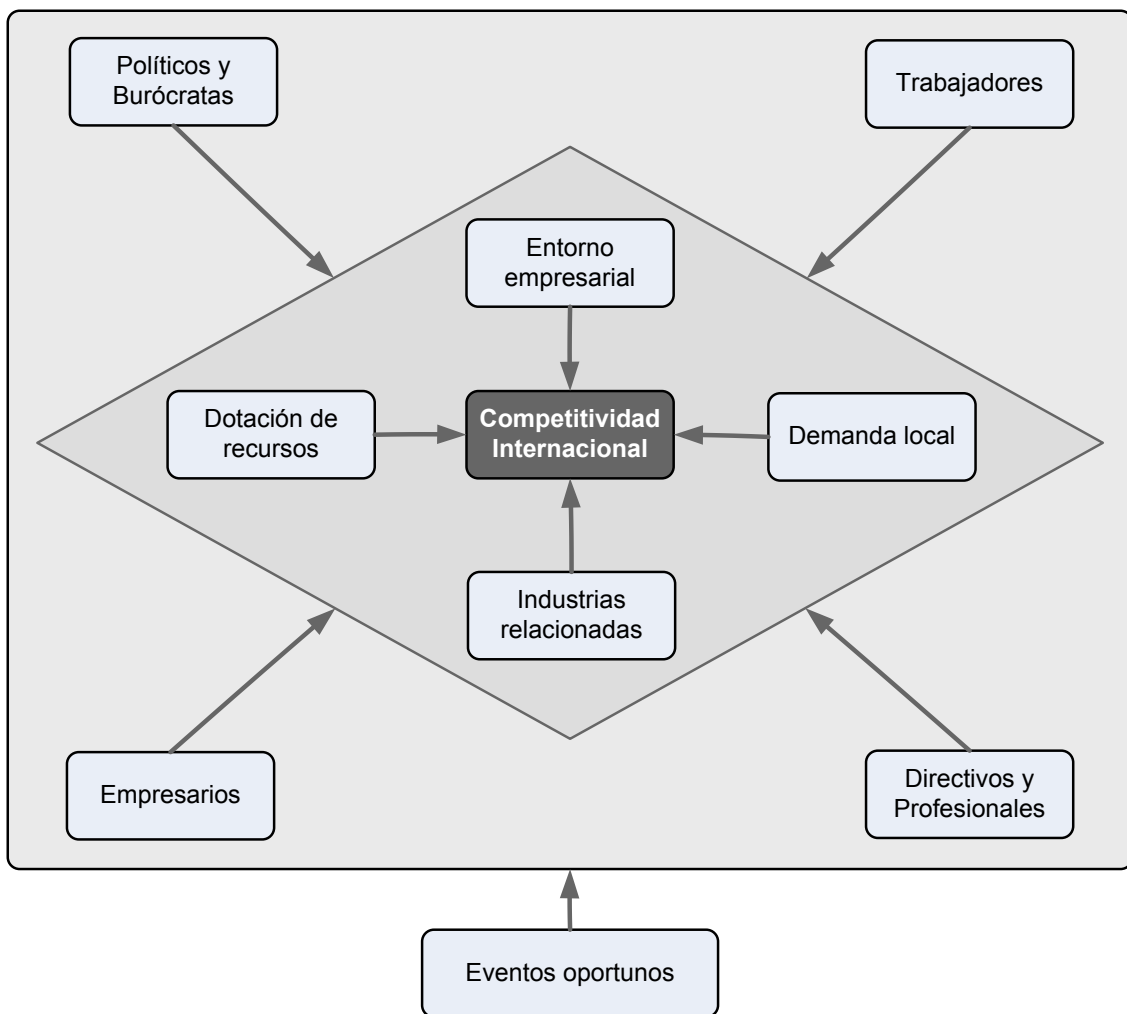 Políticos y
Burócratas
Trabajadores
Entorno
empresarial
Dotación de
recursos
Competitividad
Internacional
Demanda local
Industrias
relacionadas
Empresarios
Directivos y
Profesionales
Eventos oportunos